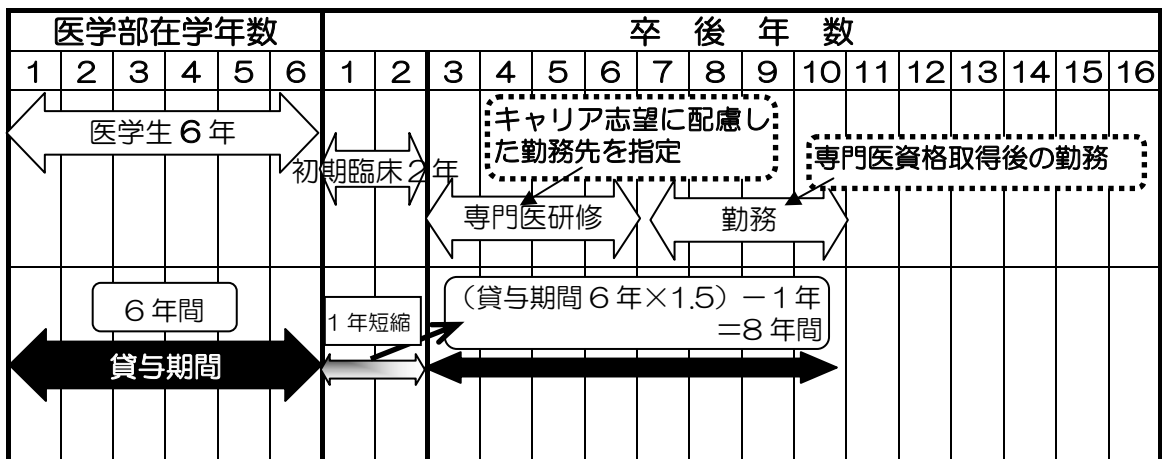 医学部在学年数 卒後年数
1 2 3 4 5 6 1 2 3 4 5 6 7 8 9 10 11 12 13 14 15 16
キャリア志望に配慮し
た勤務先を指定
医学生6年
専門医資格取得後の勤務
初期臨床2年
専門医研修
勤務
6年間
(貸与期間6年×1.5)-1年
=8年間
1年短縮
貸与期間